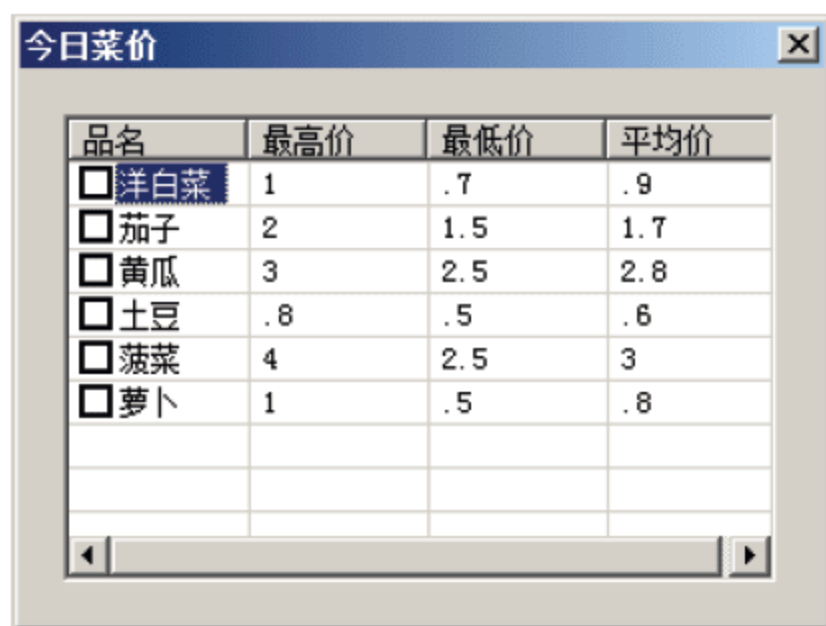 今日菜价
品名 最高价 最低价 平均价
洋白菜 1 .7 .9
茄子 2 1.5 1.7
黄瓜 3 2.5 2.8
土豆 .8 .5 .6
菠菜 4 2.5 3
萝卜 1 .5 .8